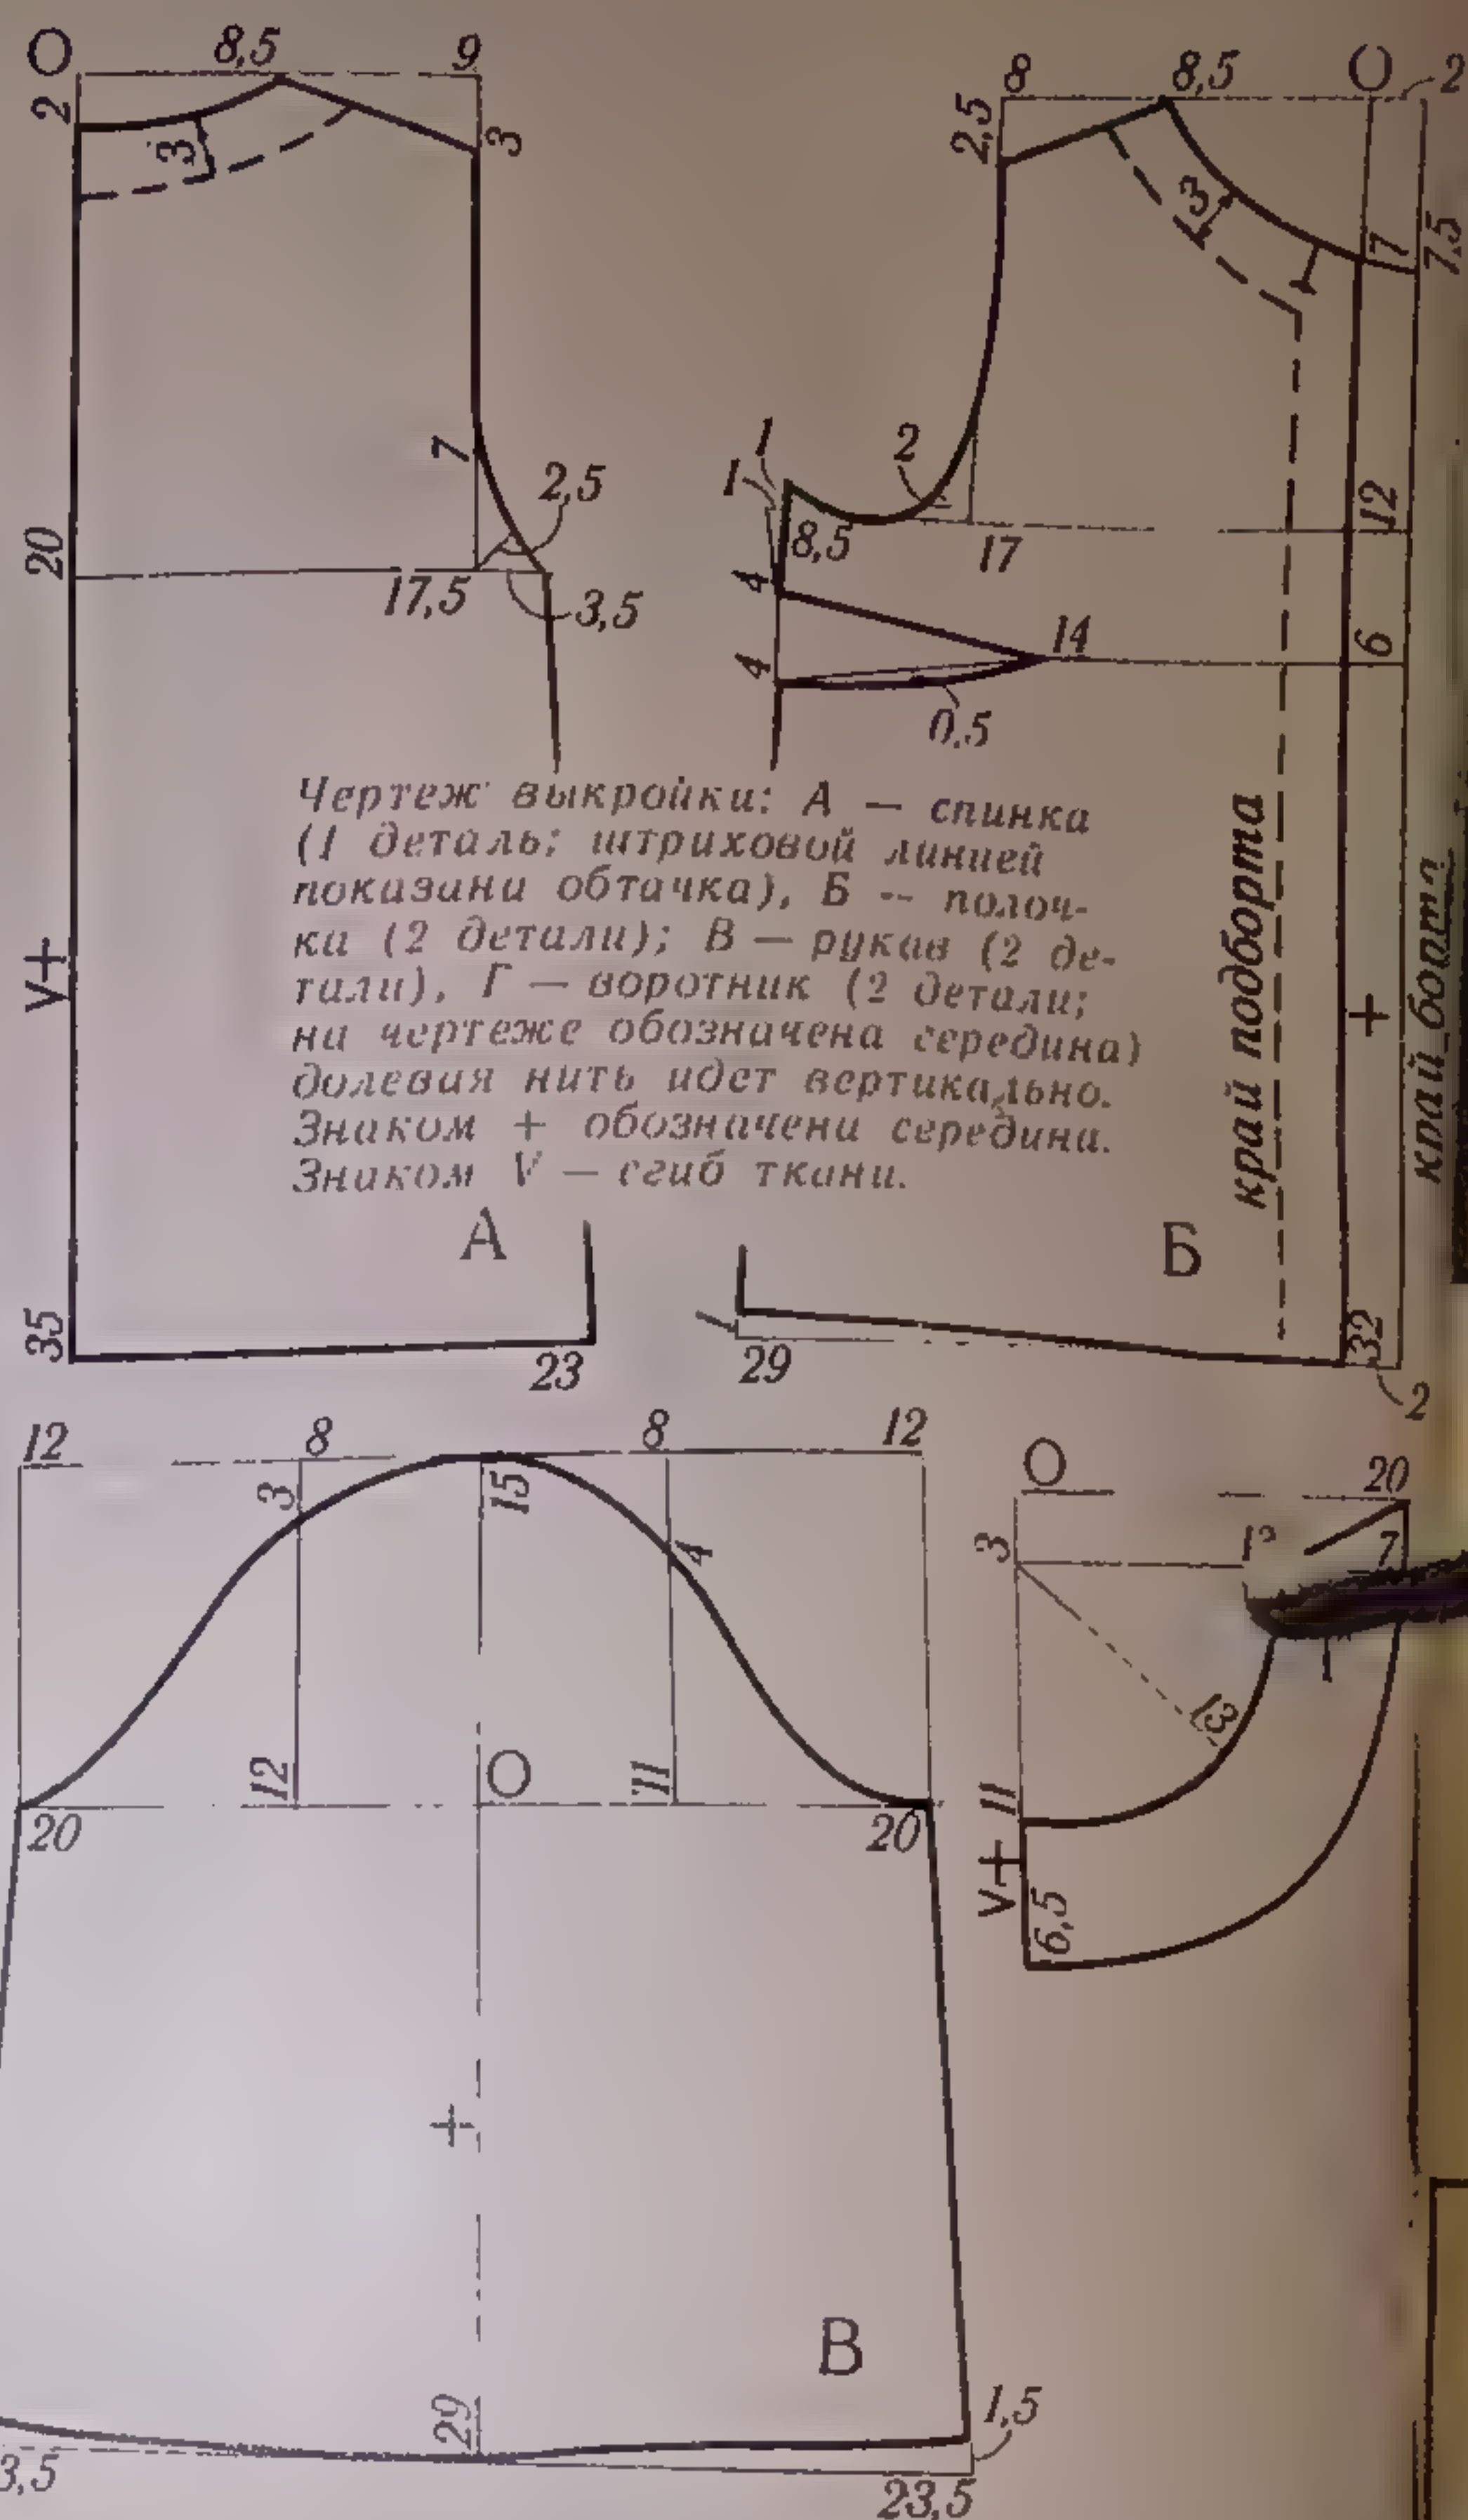 О 8,5 9
2
3
3
7
2,5
20
17,5
3,5
V+
35
23
А
8 8,5 О 2
2,5
3
17
7,5
1
1
2
8,5
17
12
4
14
6
4
0,5
Чертеж выкройки: А — спинка
(1 деталь; штриховой линией
показана обтачка), Б -- полоч-
ка (2 детали); В — рукав (2 де-
тали), Г — воротник (2 детали;
на чертеже обозначена середина)
долевая нить идет вертикально.
Знаком + обозначена середина.
Знаком V — сгиб ткани.
край подборта
+
край борта
Б
1
29
32
2
12 8 8 12
3
15
4
12
О
11
20
20
+
В
29
1,5
3,5
23,5
О 20
3
7
13
11
V+
6,5